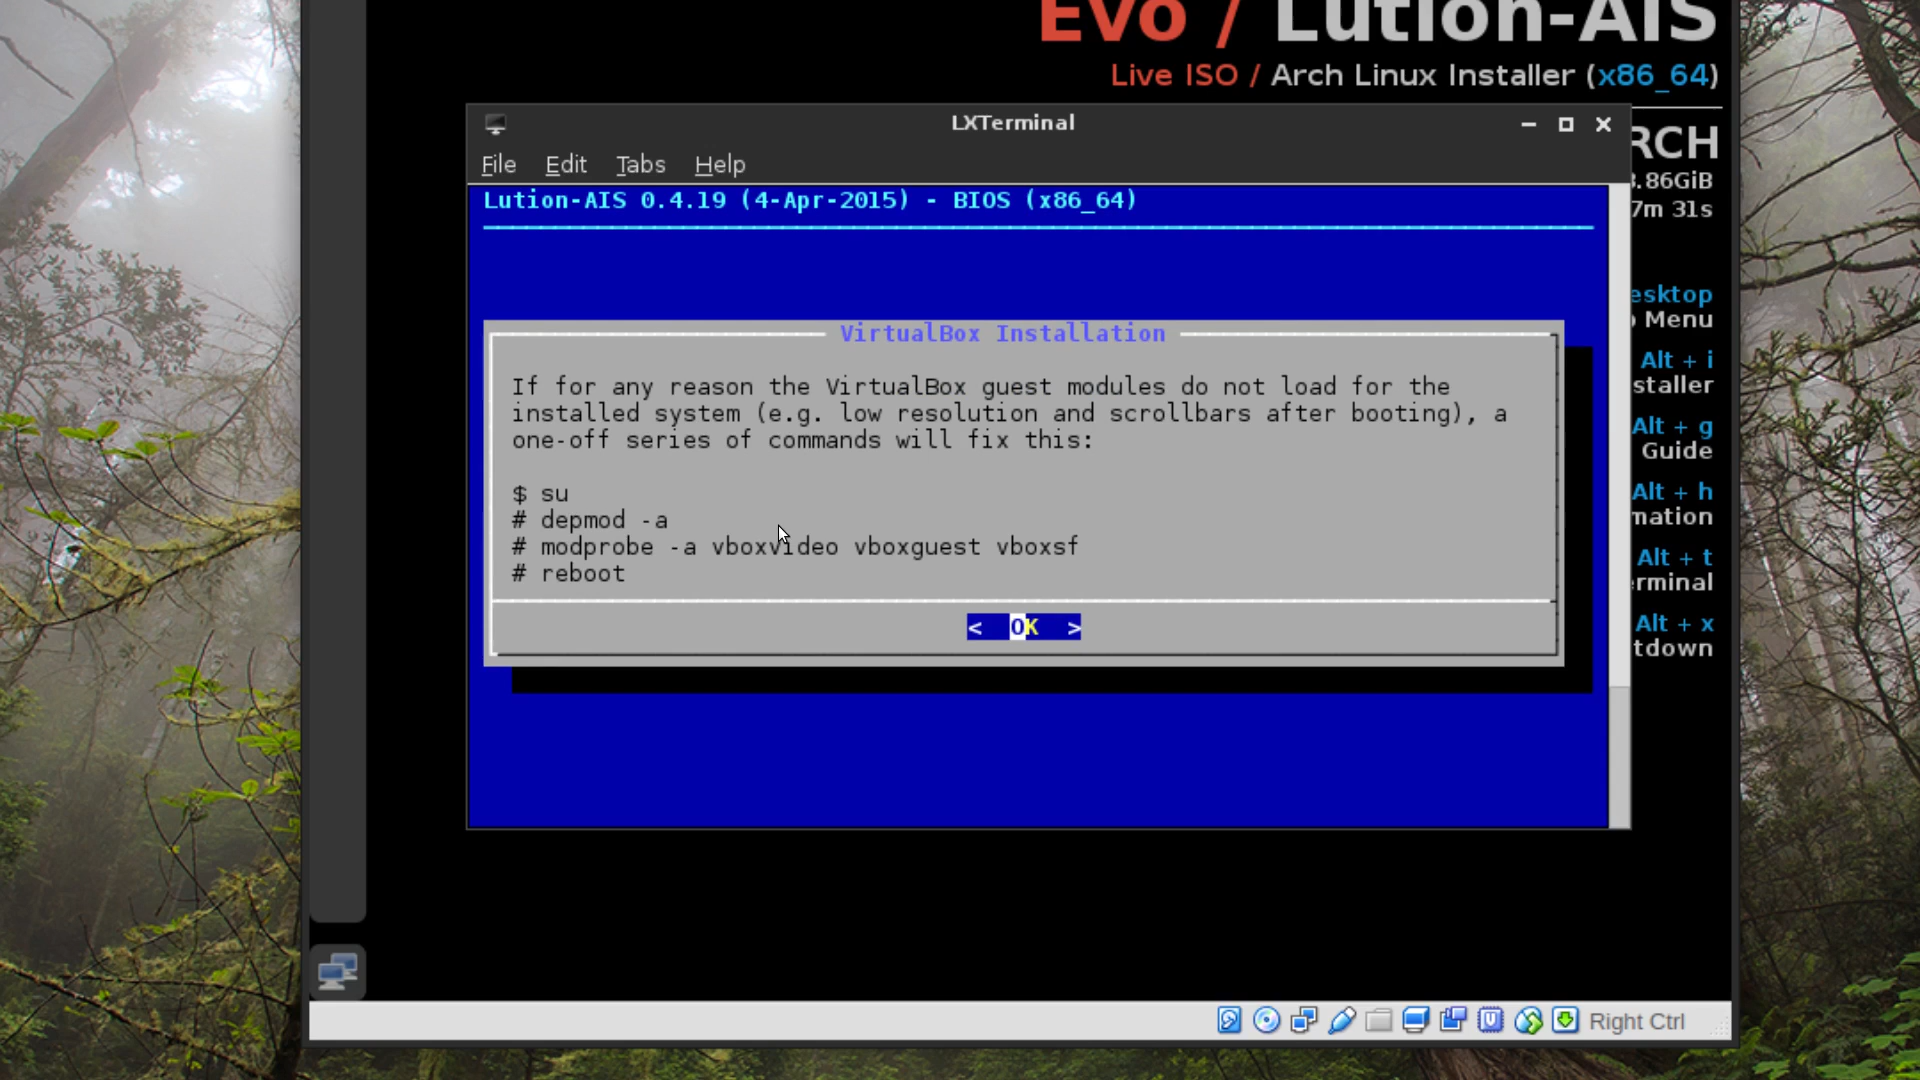 Evo / Lution-AIS
Live ISO / Arch Linux Installer (x86_64)
LXTerminal
RCH
File Edit Tabs Help
.86GiB
Lution-AIS 0.4.19 (4-Apr-2015) - BIOS (x86_64)
7m 31s
esktop
Menu
VirtualBox Installation
Alt + i
staller
If for any reason the VirtualBox guest modules do not load for the
installed system (e.g. low resolution and scrollbars after booting), a
one-off series of commands will fix this:
Alt + g
Guide
$ su
# depmod -a
# modprobe -a vboxvideo vboxguest vboxsf
# reboot
Alt + h
mation
Alt + t
erminal
< OK >
Alt + x
tdown
Right Ctrl